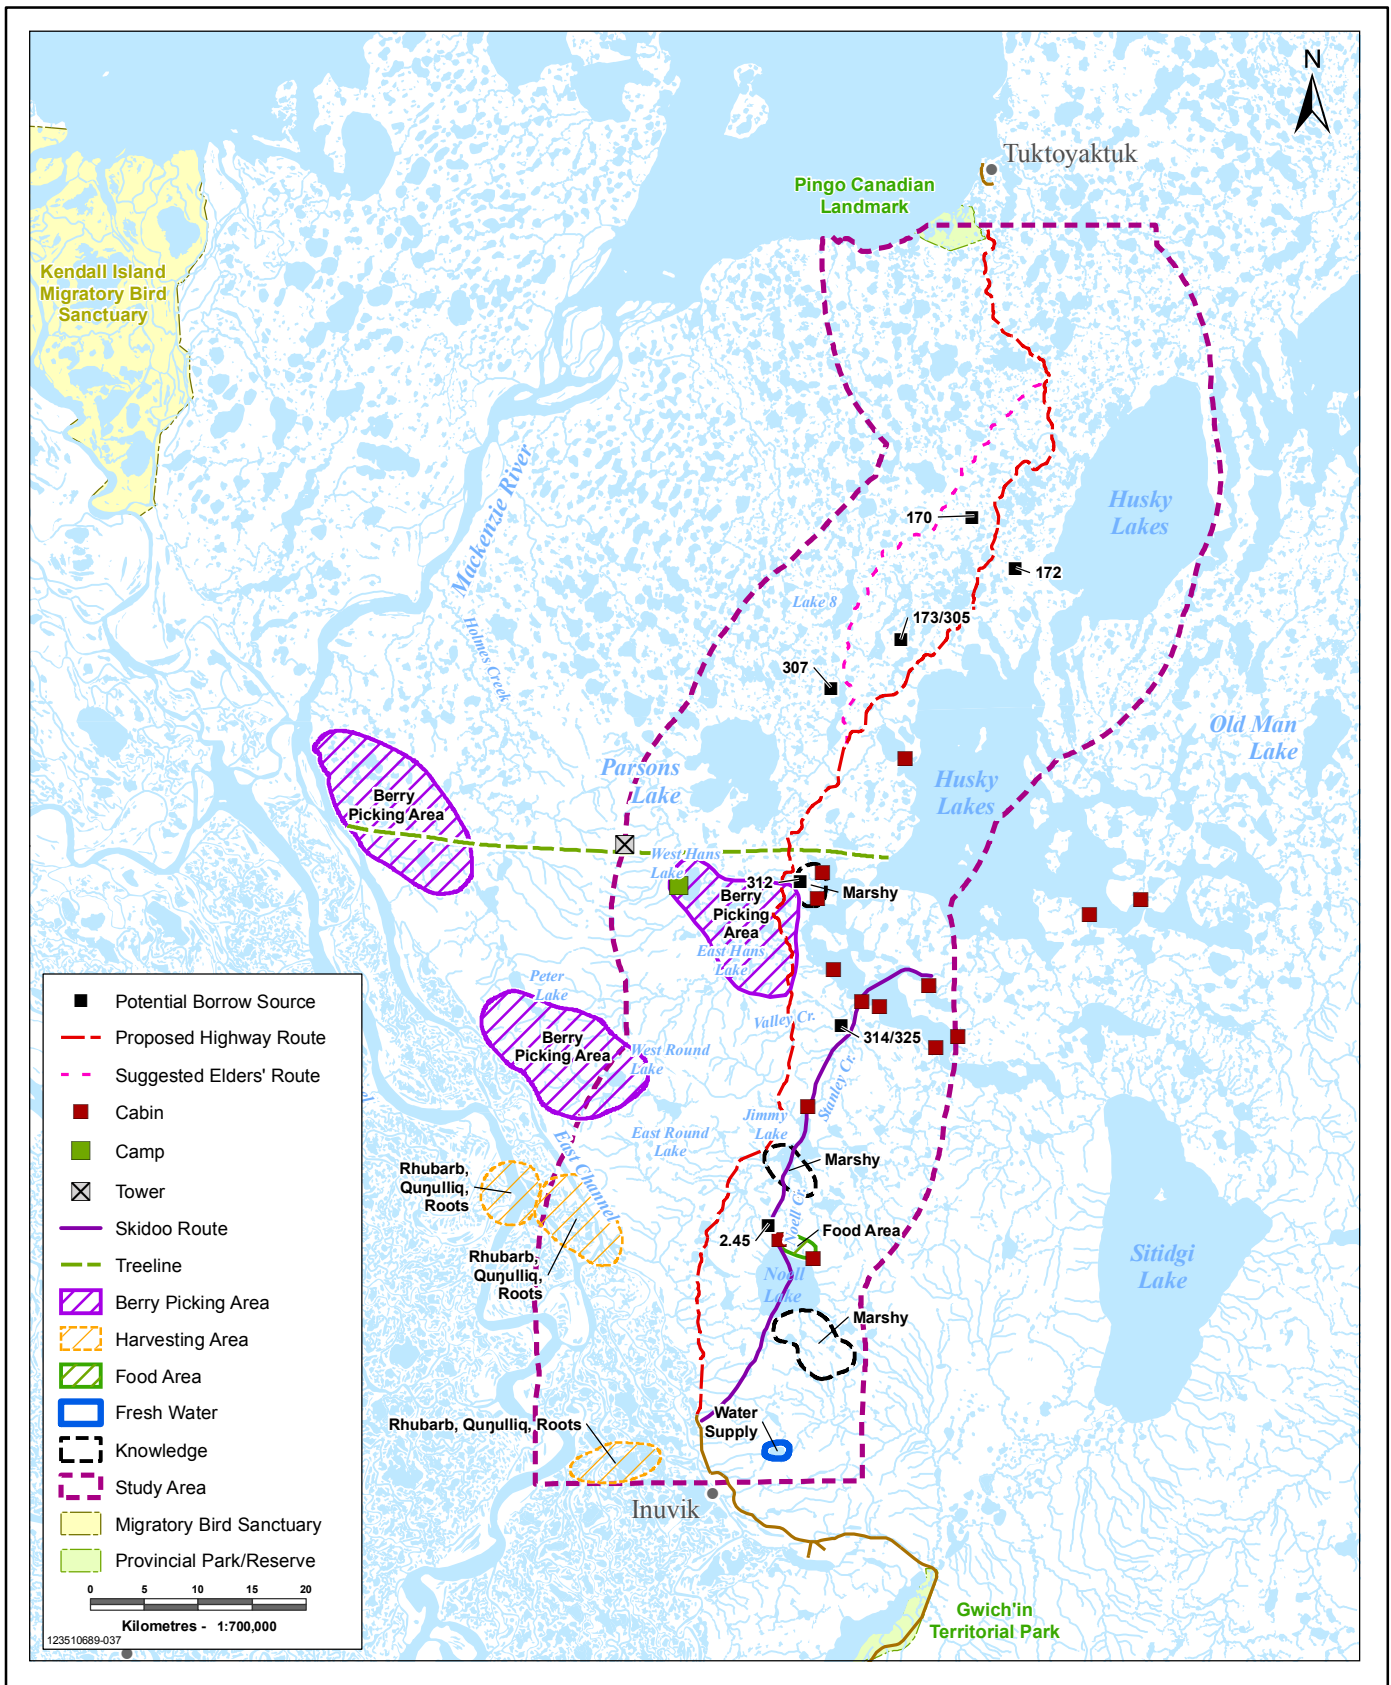 N
Tuktoyaktuk
Pingo Canadian
Landmark
Kendall Island
Migratory Bird
Sanctuary
Mackenzie River
Husky
Lakes
170
172
Lake 8
173/305
Holmes Creek
307
Old Man
Lake
Parsons
Lake
Husky
Lakes
Berry
Picking Area
West Hans
Lake
312
Marshy
Berry
Picking
Area
East Hans
Lake
Peter
Lake
Valley Cr.
314/325
Berry
Picking Area
West Round
Lake
Stanley Cr.
Jimmy
Lake
East Round
Lake
East Channel
Marshy
Rhubarb,
Quŋulliq,
Roots
Noell Cr.
2.45
Food Area
Rhubarb,
Quŋulliq,
Roots
Noell
Lake
Sitidgi
Lake
Marshy
Water
Supply
Rhubarb, Quŋulliq, Roots
Inuvik
Gwich'in
Territorial Park
Potential Borrow Source
Proposed Highway Route
Suggested Elders' Route
Cabin
Camp
Tower
Skidoo Route
Treeline
Berry Picking Area
Harvesting Area
Food Area
Fresh Water
Knowledge
Study Area
Migratory Bird Sanctuary
Provincial Park/Reserve
0 5 10 15 20
Kilometres - 1:700,000
123510689-037